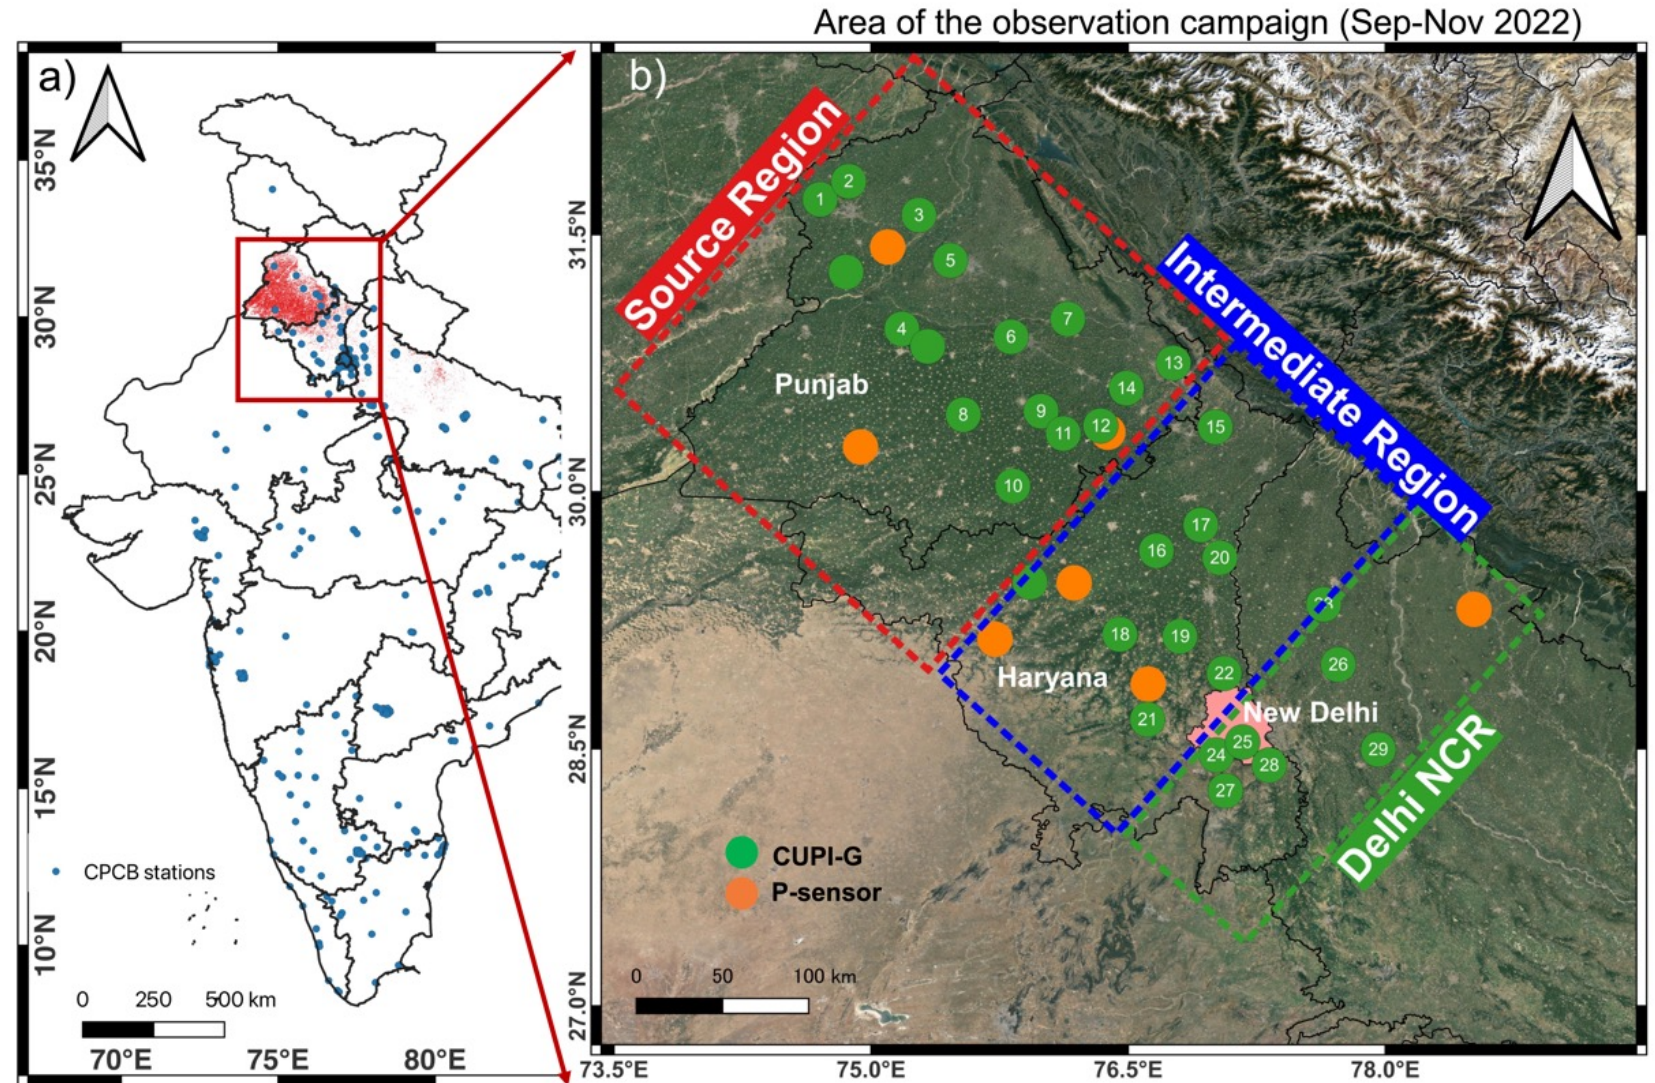 Area of the observation campaign (Sep-Nov 2022)
a)
35°N
30°N
25°N
20°N
15°N
10°N
CPCB stations
0 250 500 km
70°E 75°E 80°E
b)
31.5°N
30.0°N
28.5°N
27.0°N
Source Region
Intermediate Region
Delhi NCR
1
2
3
5
4
6
7
13
14
Punjab
8
9
11
12
15
10
17
16
20
18
19
26
Haryana
22
21
New Delhi
24
25
28
29
27
CUPI-G
P-sensor
0 50 100 km
73.5°E 75.0°E 76.5°E 78.0°E